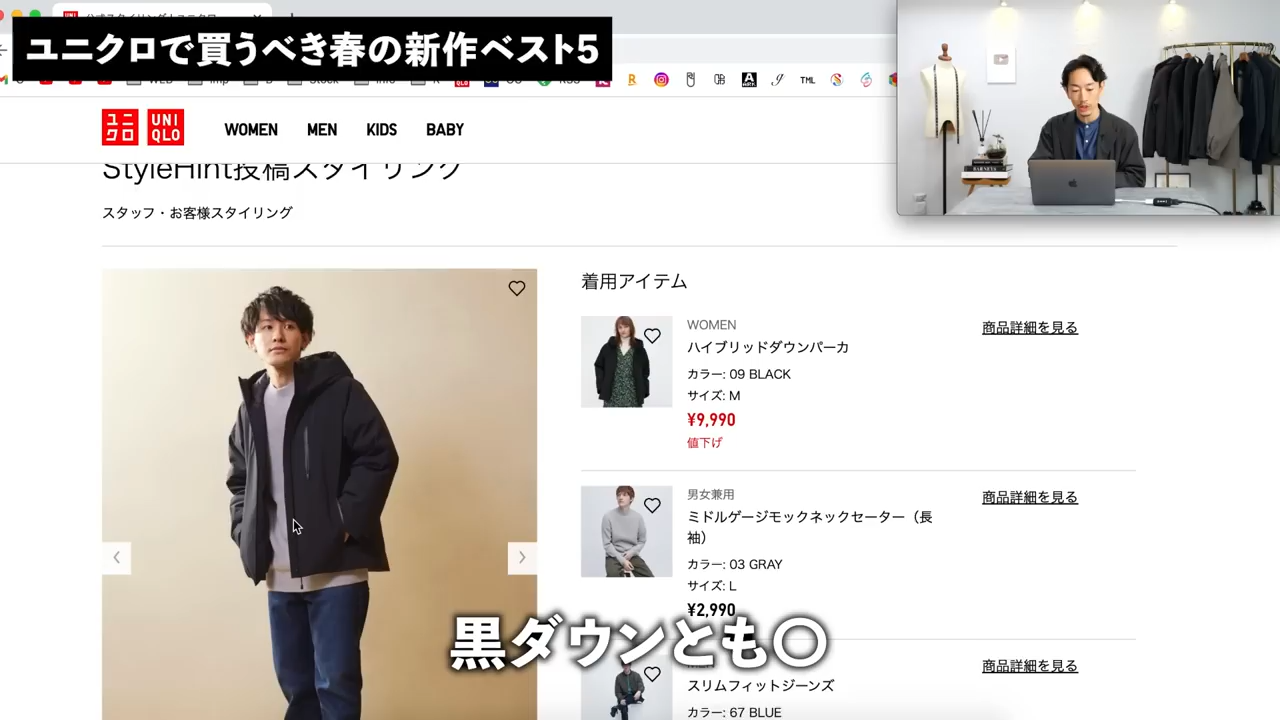 ユニクロで買うべき春の新作ベスト5
TML
ユニ
クロ
UNI
QLO
WOMEN
MEN
KIDS
BABY
StyleHint投稿スタイリング
スタッフ・お客様スタイリング
着用アイテム
WOMEN
商品詳細を見る
ハイブリッドダウンパーカ
カラー: 09 BLACK
サイズ: M
¥9,990
値下げ
男女兼用
商品詳細を見る
ミドルゲージモックネックセーター（長
袖）
カラー: 03 GRAY
サイズ: L
¥2,990
黒ダウンとも〇
商品詳細を見る
スリムフィットジーンズ
カラー: 67 BLUE